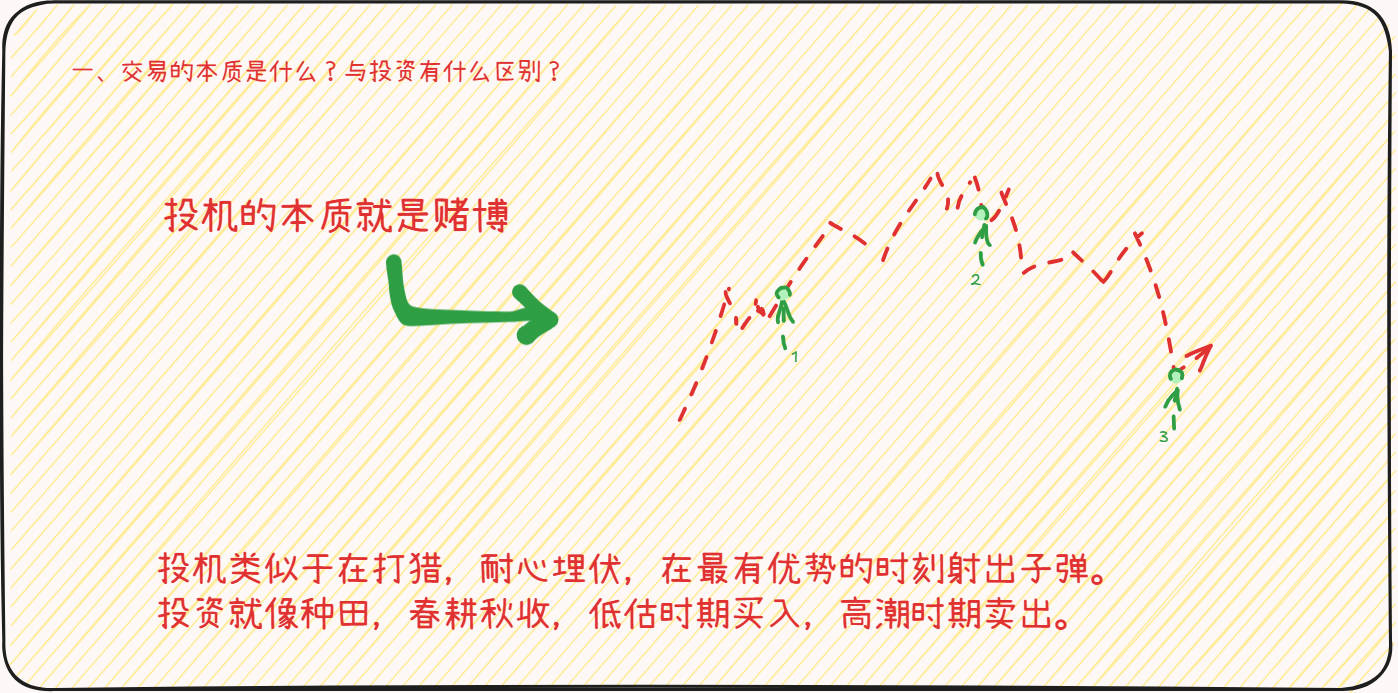 一、交易的本质是什么？与投资有什么区别？
投机的本质就是赌博
1
2
3
投机类似于在打猎，耐心埋伏，在最有优势的时刻射出子弹。
投资就像种田，春耕秋收，低估时期买入，高潮时期卖出。